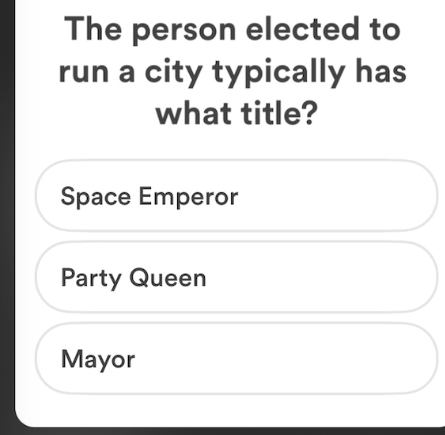 The person elected to
run a city typically has
what title?
Space Emperor
Party Queen
Mayor